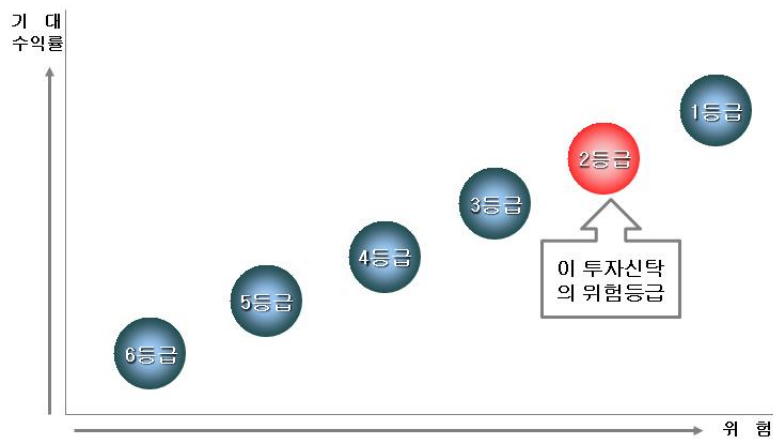 기 대
수익률
1등급
2등급
3등급
4등급
이 투자신탁
의 위험등급
5등급
6등급
위 험